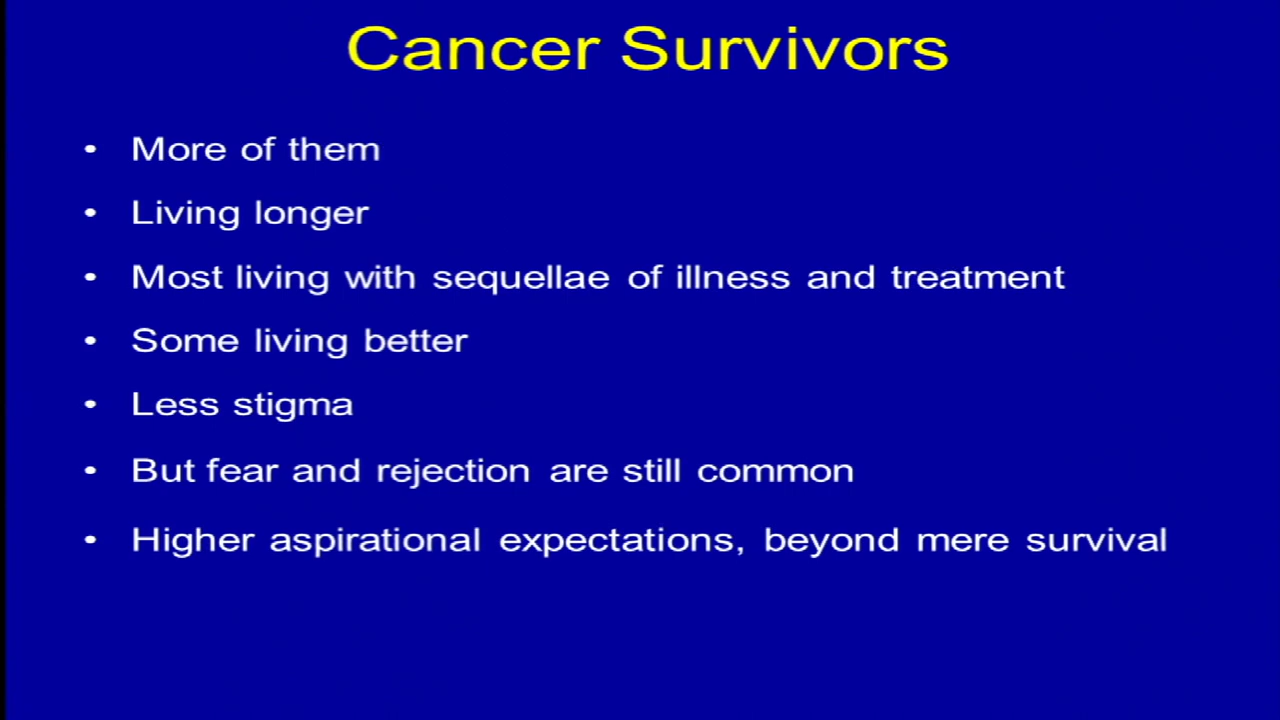 Cancer Survivors
• More of them
• Living longer
• Most living with sequellae of illness and treatment
• Some living better
• Less stigma
• But fear and rejection are still common
• Higher aspirational expectations, beyond mere survival